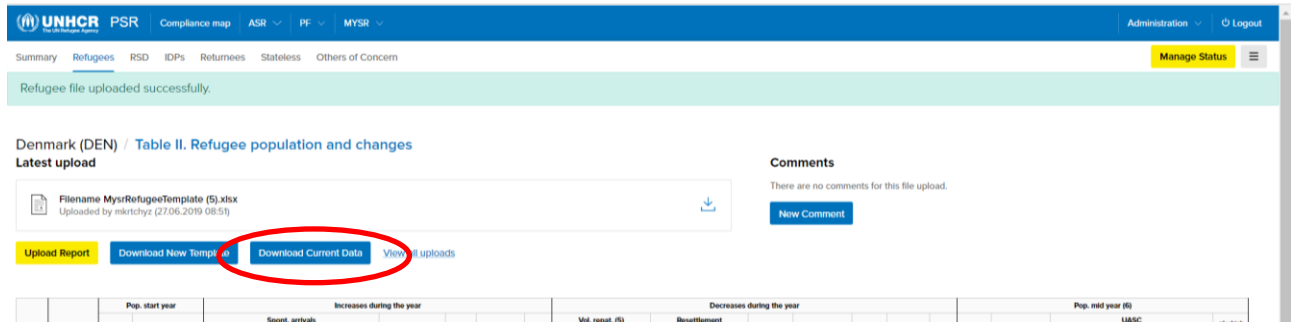 UNHCR PSR Compliance map ASR PF MYSR Administration Logout
The UN Refugee Agency
Summary Refugees RSD IDPs Returnees Stateless Others of Concern Manage Status
Refugee file uploaded successfully.
Denmark (DEN) / Table II. Refugee population and changes
Latest upload
Comments
There are no comments for this file upload.
Filename MysrRefugeeTemplate (5).xlsx
Uploaded by mkrtchyz (27.06.2019 08:51)
New Comment
Upload Report Download New Template Download Current Data View all uploads
Pop. start year Increases during the year Decreases during the year Pop. mid year (6)
Spont. arrivals Vol. repat. (5) Resettlement UASC